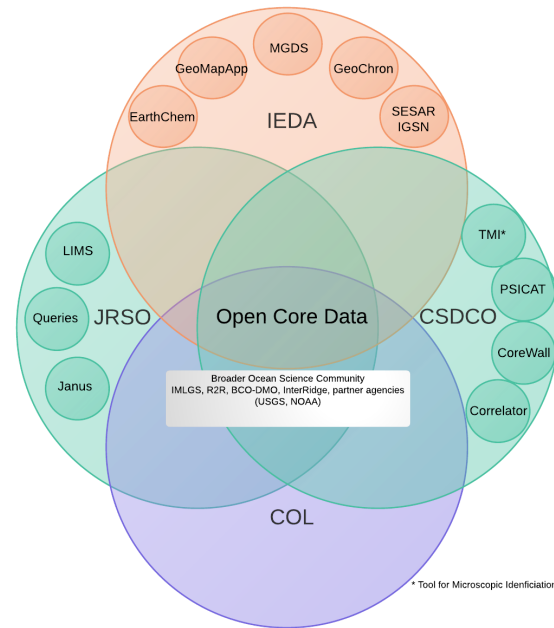 MGDS
GeoMapApp
GeoChron
EarthChem
SESAR
IGSN
IEDA
TMI*
LIMS
PSICAT
Queries
JRSO
Open Core Data
CSDCO
CoreWall
Janus
Broader Ocean Science Community
IMLGS, R2R, BCO-DMO, InterRidge, partner agencies
(USGS, NOAA)
Correlator
COL
* Tool for Microscopic Idenficiation